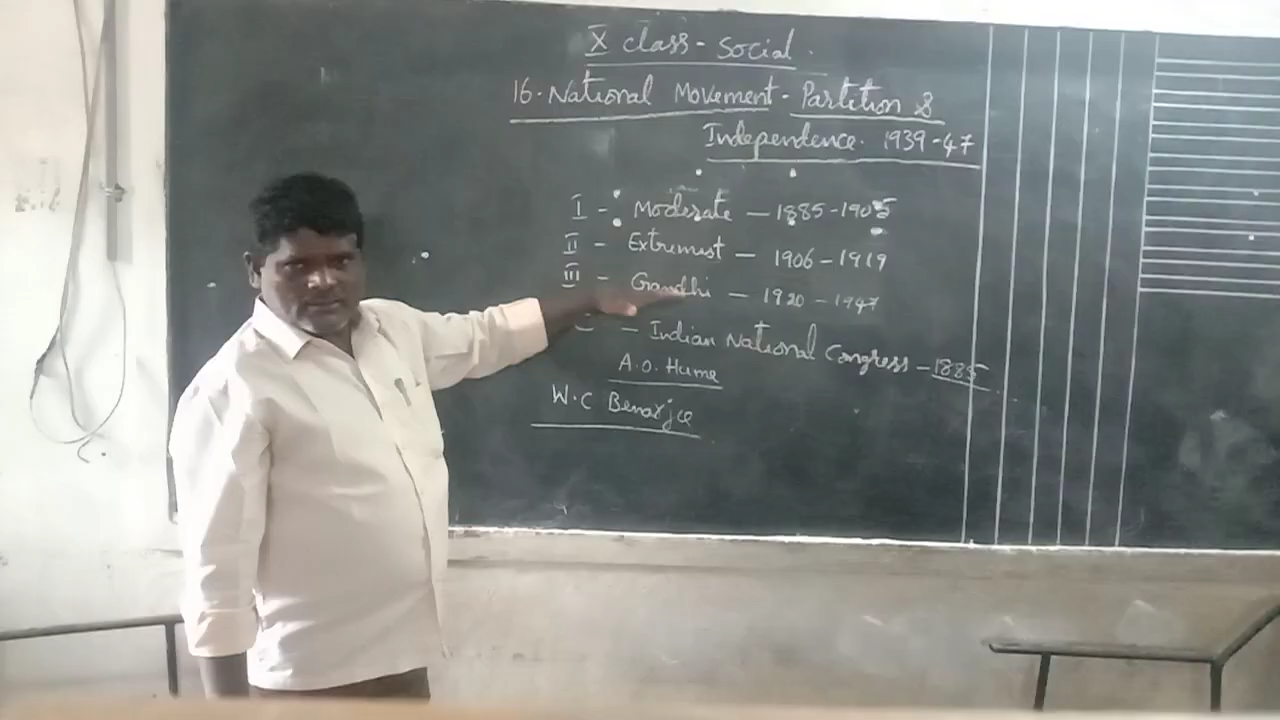 X class - Social.
16. National Movement - Partition &
Independence. 1939-47
I - Moderate - 1885-1905
II - Extremist - 1906-1919
III - Gandhi - 1920-1947
- Indian National Congress - 1885
A.O. Hume
W.C Benarjee